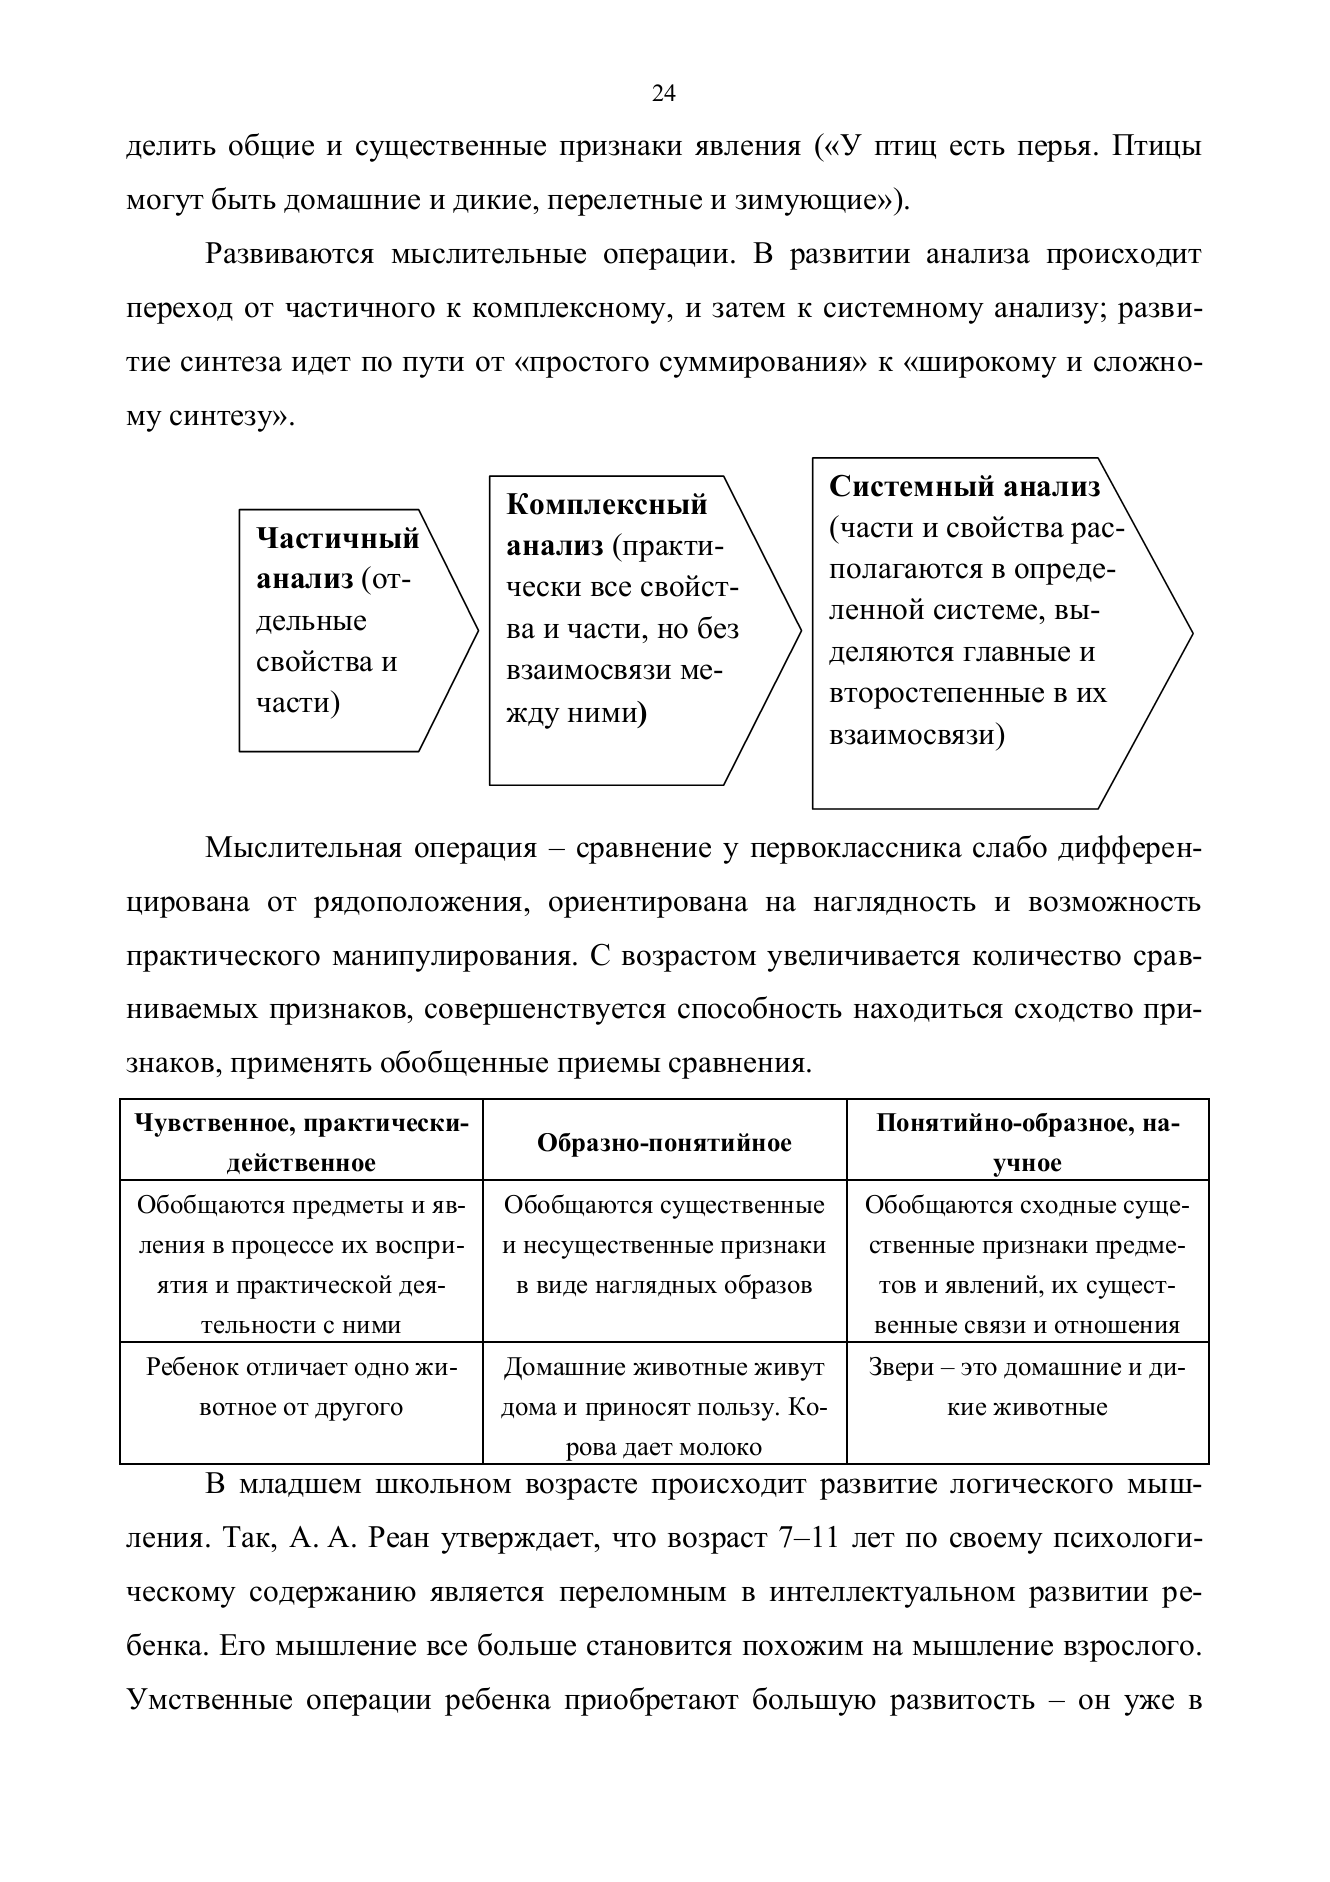 24
делить общие и существенные признаки явления («У птиц есть перья. Птицы
могут быть домашние и дикие, перелетные и зимующие»).
Развиваются мыслительные операции. В развитии анализа происходит
переход от частичного к комплексному, и затем к системному анализу; разви-
тие синтеза идет по пути от «простого суммирования» к «широкому и сложно-
му синтезу».
Частичный
анализ (от-
дельные
свойства и
части)
Комплексный
анализ (практи-
чески все свойст-
ва и части, но без
взаимосвязи ме-
жду ними)
Системный анализ
(части и свойства рас-
полагаются в опреде-
ленной системе, вы-
деляются главные и
второстепенные в их
взаимосвязи)
Мыслительная операция – сравнение у первоклассника слабо дифферен-
цирована от рядоположения, ориентирована на наглядность и возможность
практического манипулирования. С возрастом увеличивается количество срав-
ниваемых признаков, совершенствуется способность находиться сходство при-
знаков, применять обобщенные приемы сравнения.
Чувственное, практически-
действенное
Образно-понятийное
Понятийно-образное, на-
учное
Обобщаются предметы и яв-
ления в процессе их воспри-
ятия и практической дея-
тельности с ними
Обобщаются существенные
и несущественные признаки
в виде наглядных образов
Обобщаются сходные суще-
ственные признаки предме-
тов и явлений, их сущест-
венные связи и отношения
Ребенок отличает одно жи-
вотное от другого
Домашние животные живут
дома и приносят пользу. Ко-
рова дает молоко
Звери – это домашние и ди-
кие животные
В младшем школьном возрасте происходит развитие логического мыш-
ления. Так, А. А. Реан утверждает, что возраст 7–11 лет по своему психологи-
ческому содержанию является переломным в интеллектуальном развитии ре-
бенка. Его мышление все больше становится похожим на мышление взрослого.
Умственные операции ребенка приобретают большую развитость – он уже в